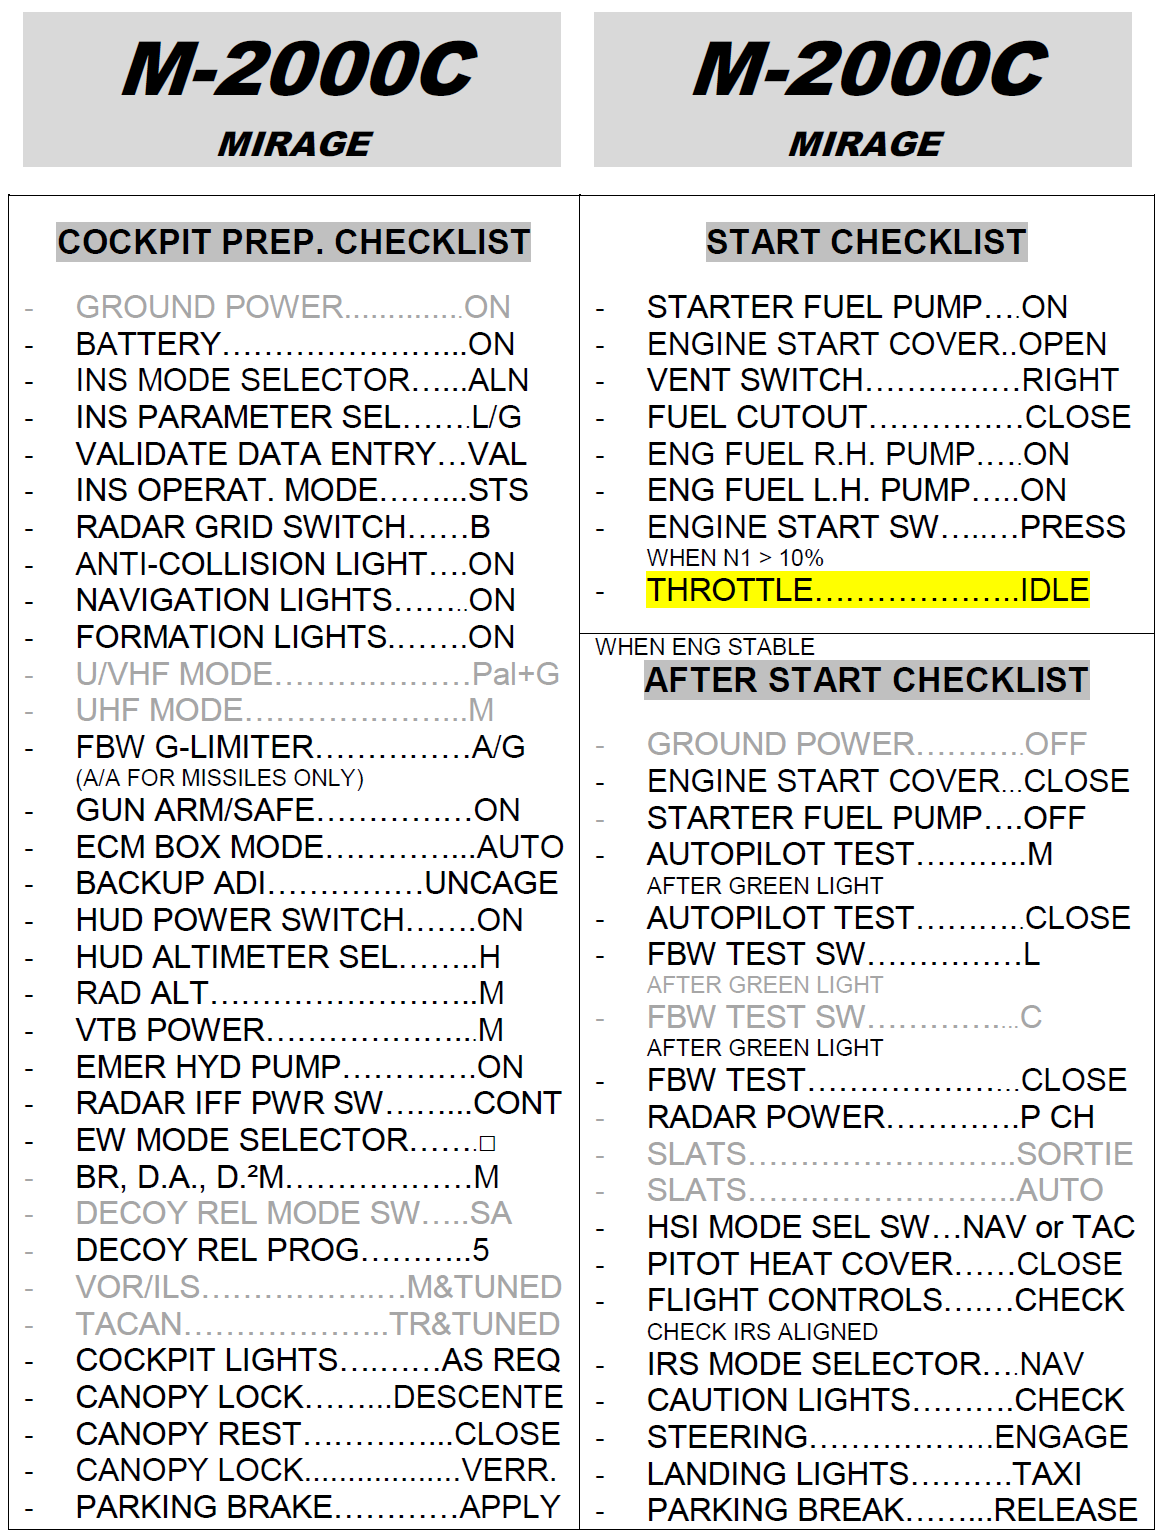 M-2000C
MIRAGE
COCKPIT PREP. CHECKLIST
- GROUND POWER..............ON
- BATTERY……………………...ON
- INS MODE SELECTOR…...ALN
- INS PARAMETER SEL…….L/G
- VALIDATE DATA ENTRY…VAL
- INS OPERAT. MODE……...STS
- RADAR GRID SWITCH……B
- ANTI-COLLISION LIGHT….ON
- NAVIGATION LIGHTS……..ON
- FORMATION LIGHTS……..ON
- U/VHF MODE…………………Pal+G
- UHF MODE…………………...M
- FBW G-LIMITER……………A/G
(A/A FOR MISSILES ONLY)
- GUN ARM/SAFE……………ON
- ECM BOX MODE…………...AUTO
- BACKUP ADI……………UNCAGE
- HUD POWER SWITCH…….ON
- HUD ALTIMETER SEL……..H
- RAD ALT……………………..M
- VTB POWER………………...M
- EMER HYD PUMP………….ON
- RADAR IFF PWR SW……...CONT
- EW MODE SELECTOR…….□
- BR, D.A., D.²M………………M
- DECOY REL MODE SW…..SA
- DECOY REL PROG………..5
- VOR/ILS………………..…M&TUNED
- TACAN………………...TR&TUNED
- COCKPIT LIGHTS……….AS REQ
- CANOPY LOCK……....DESCENTE
- CANOPY REST…………...CLOSE
- CANOPY LOCK..................VERR.
- PARKING BRAKE…………APPLY
M-2000C
MIRAGE
START CHECKLIST
- STARTER FUEL PUMP….ON
- ENGINE START COVER..OPEN
- VENT SWITCH……………RIGHT
- FUEL CUTOUT……………CLOSE
- ENG FUEL R.H. PUMP…..ON
- ENG FUEL L.H. PUMP…..ON
- ENGINE START SW…..…PRESS
WHEN N1 > 10%
- THROTTLE………………...IDLE
WHEN ENG STABLE
AFTER START CHECKLIST
- GROUND POWER………..OFF
- ENGINE START COVER...CLOSE
- STARTER FUEL PUMP….OFF
- AUTOPILOT TEST………..M
AFTER GREEN LIGHT
- AUTOPILOT TEST………..CLOSE
- FBW TEST SW……………L
AFTER GREEN LIGHT
- FBW TEST SW…………...C
AFTER GREEN LIGHT
- FBW TEST…………………CLOSE
- RADAR POWER………….P CH
- SLATS……………………..SORTIE
- SLATS……………………..AUTO
- HSI MODE SEL SW…NAV or TAC
- PITOT HEAT COVER……CLOSE
- FLIGHT CONTROLS…….CHECK
CHECK IRS ALIGNED
- IRS MODE SELECTOR….NAV
- CAUTION LIGHTS……….CHECK
- STEERING………………ENGAGE
- LANDING LIGHTS……….TAXI
- PARKING BREAK……...RELEASE